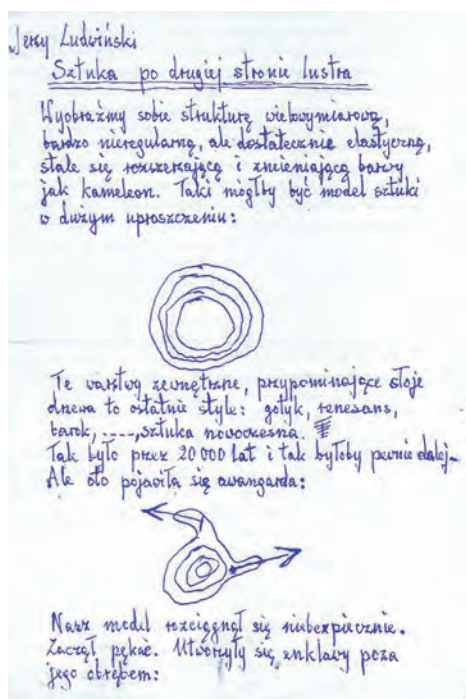 Jerzy Ludwiński
Sztuka po drugiej stronie lustra
Wyobraźmy sobie strukturę wielowymiarową,
bardzo nieregularną, ale dostatecznie elastyczną,
stale się rozszerzającą i zmieniającą barwy
jak kameleon. Taki mógłby być model sztuki
w dużym uproszczeniu:
Te warstwy zewnętrzne, przypominające słoje
drzewa to ostatnie style: gotyk, renesans,
barok, ...., sztuka nowoczesna.
Tak było przez 20 000 lat i tak byłoby pewnie dalej.
Ale oto pojawiła się awangarda:
Nasz model rozciągnął się niebezpiecznie.
Zaczął pękać. Utworzyły się enklawy poza
jego obrębem: